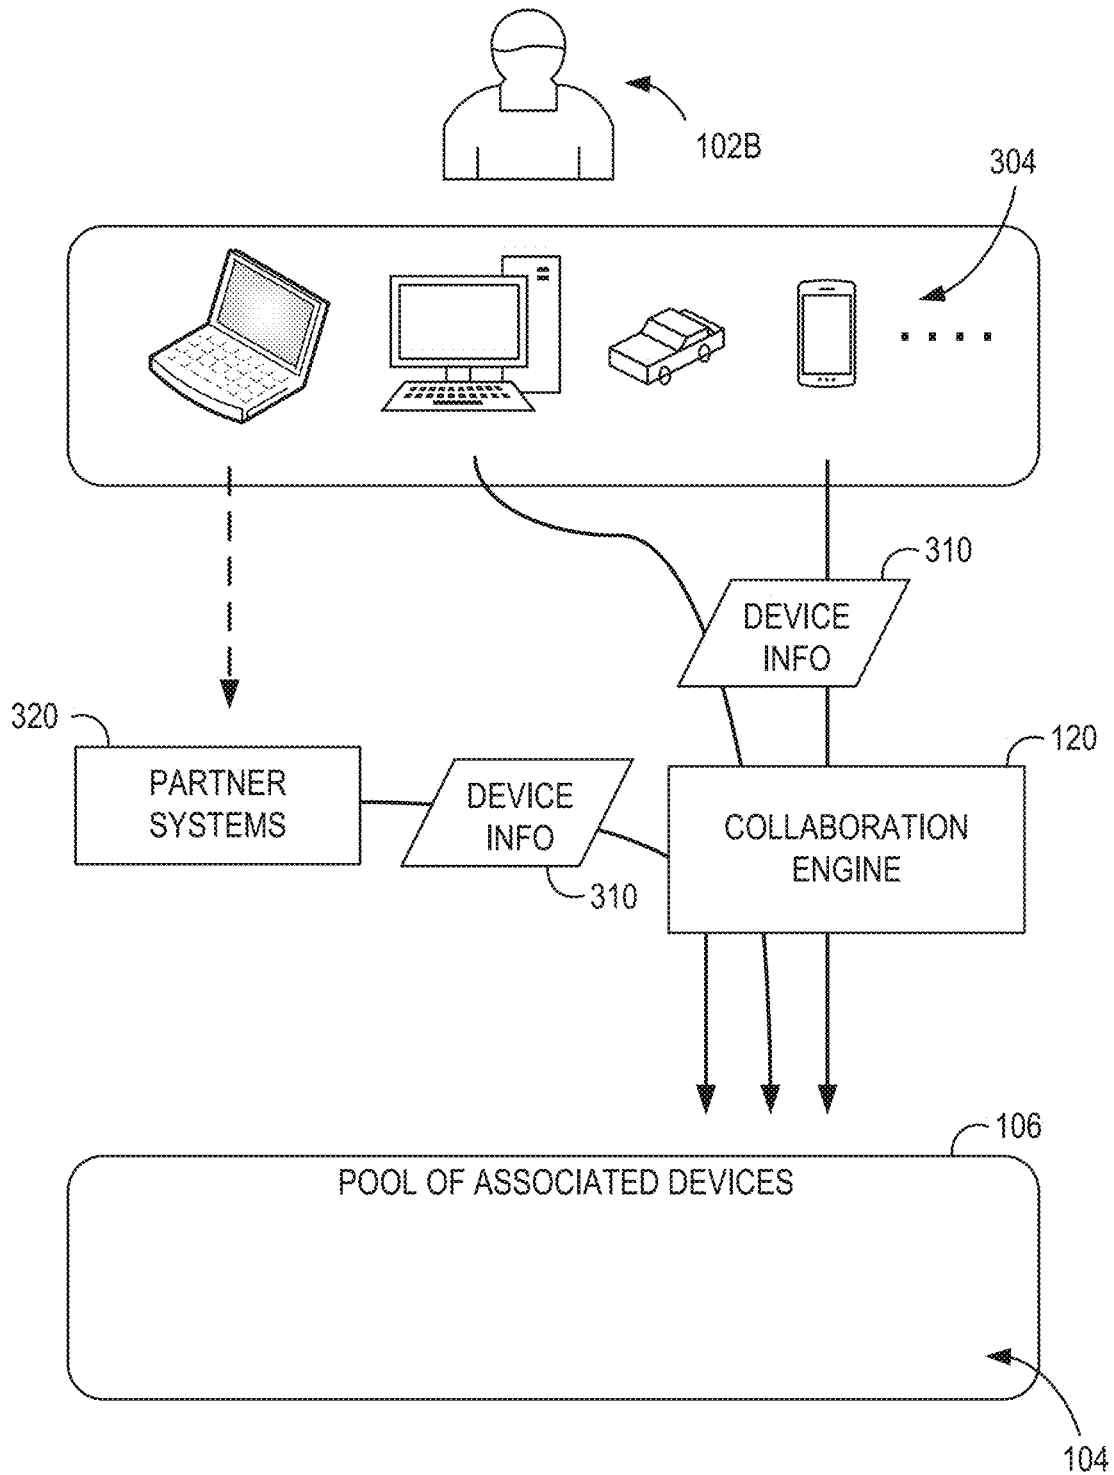 102B
304
310
DEVICE
INFO
320
120
PARTNER
SYSTEMS
DEVICE
INFO
COLLABORATION
ENGINE
310
106
POOL OF ASSOCIATED DEVICES
104